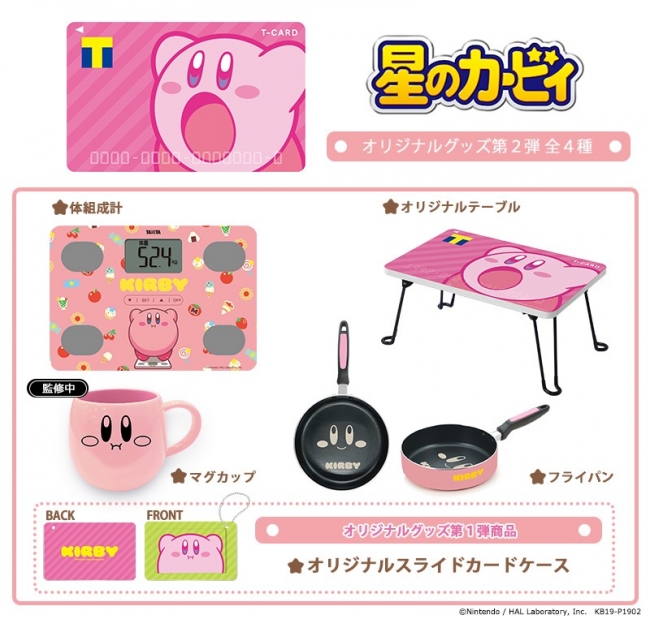 T T-CARD
0000-0000-0000000-0
星のカービィ
オリジナルグッズ第2弾 全4種
体組成計
オリジナルテーブル
TANITA
体重
52.4 kg
KIRBY
▼ SET ▲ OFF
T T-CARD
監修中
マグカップ
KIRBY
KIRBY
フライパン
BACK
FRONT
KIRBY
オリジナルグッズ第1弾商品
オリジナルスライドカードケース
©Nintendo / HAL Laboratory, Inc. KB19-P1902